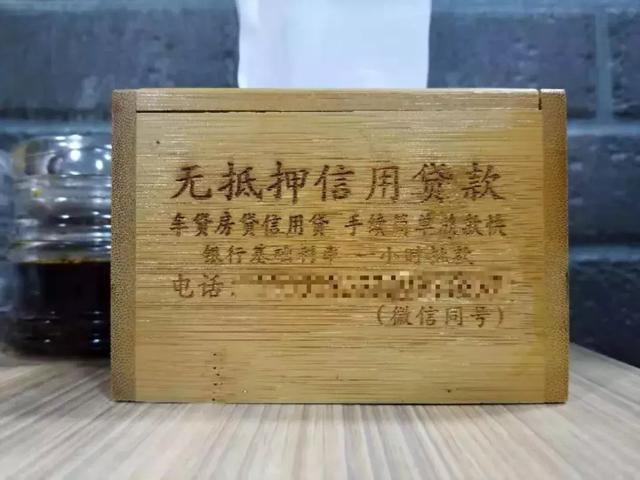 无抵押信用贷款
车贷房贷信用贷 手续简单放款快
银行基础利率 一小时放款
电话:
(微信同号)